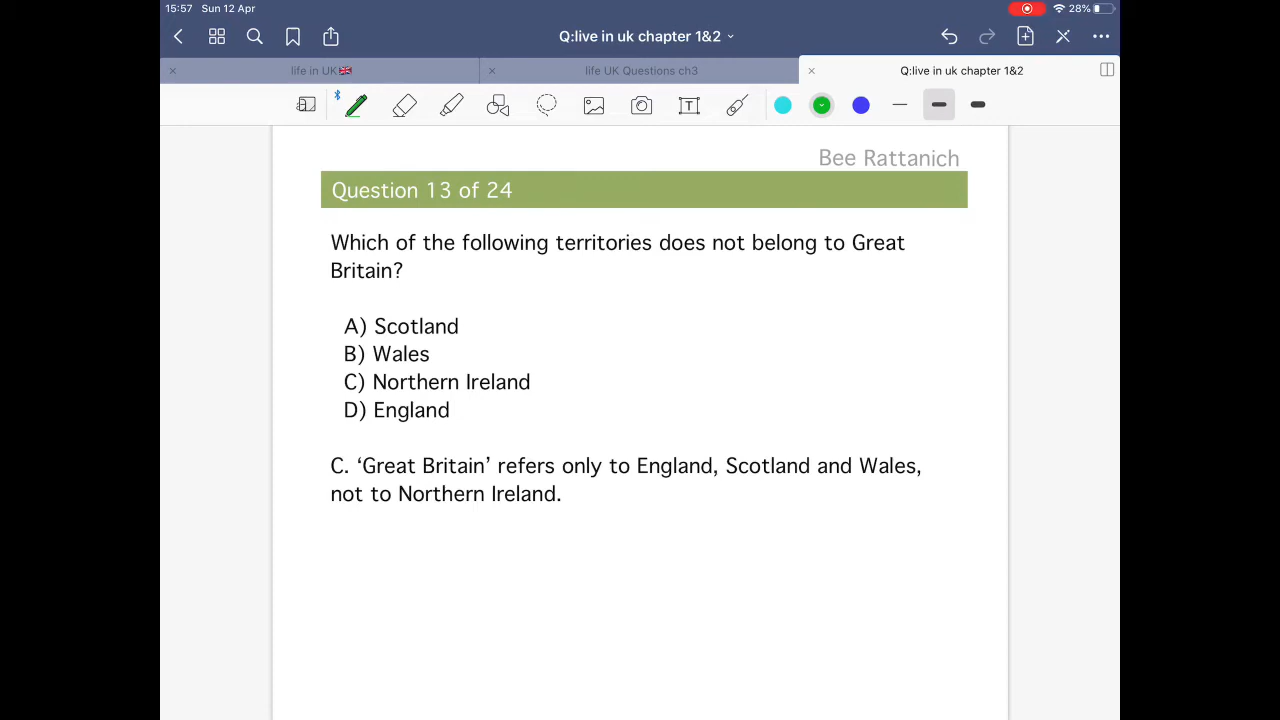 15:57 Sun 12 Apr 28%
Q:live in uk chapter 1&2
life in UK🇬🇧 life UK Questions ch3 Q:live in uk chapter 1&2
T
Bee Rattanich
Question 13 of 24
Which of the following territories does not belong to Great
Britain?
A) Scotland
B) Wales
C) Northern Ireland
D) England
C. ‘Great Britain’ refers only to England, Scotland and Wales,
not to Northern Ireland.